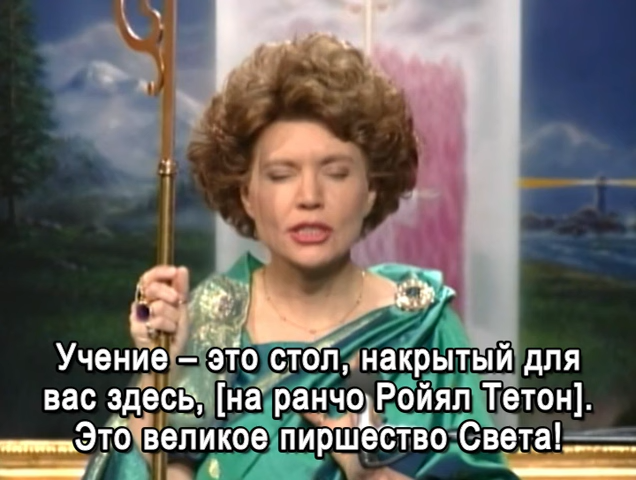 Учение – это стол, накрытый для
вас здесь, [на ранчо Ройял Тетон].
Это великое пиршество Света!